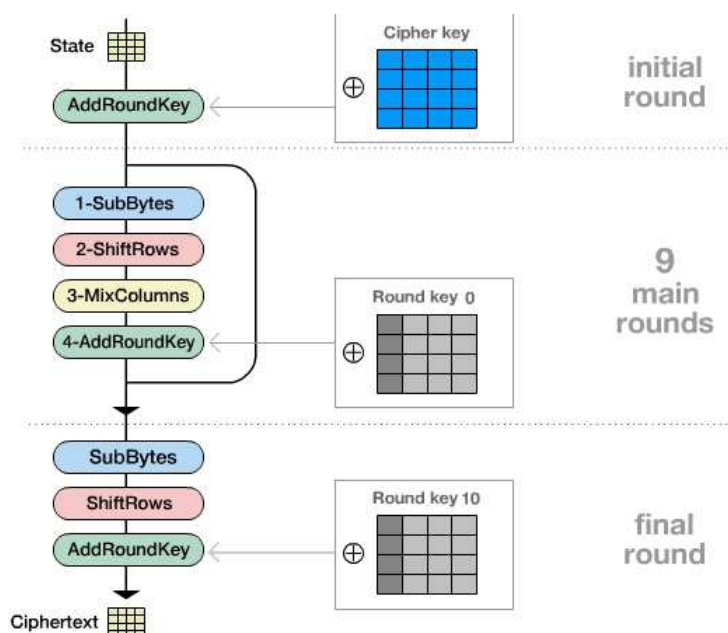 State
Cipher key
AddRoundKey
initial
round
1-SubBytes
2-ShiftRows
3-MixColumns
4-AddRoundKey
Round key 0
9
main
rounds
SubBytes
ShiftRows
AddRoundKey
Round key 10
final
round
Ciphertext